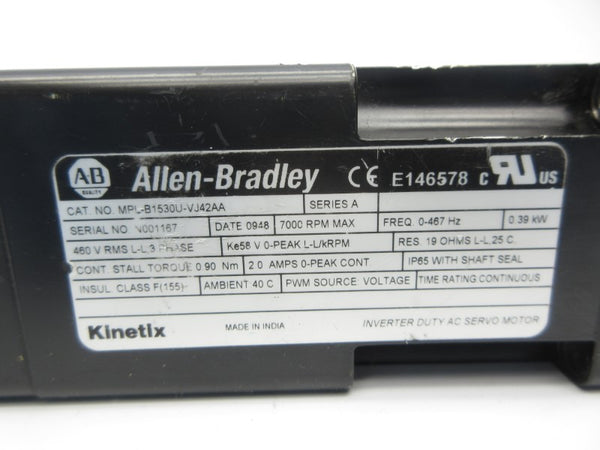 AB QUALITY Allen-Bradley CE E146578 c RU US
CAT. NO. MPL-B1530U-VJ42AA SERIES A
SERIAL NO. V001167 DATE 0948 7000 RPM MAX FREQ. 0-467 Hz 0.39 kW
460 V RMS L-L,3 PHASE Ke58 V 0-PEAK L-L/kRPM RES. 19 OHMS L-L,25 C.
CONT. STALL TORQUE 0.90 Nm 2.0 AMPS 0-PEAK CONT IP65 WITH SHAFT SEAL
INSUL. CLASS F(155) AMBIENT 40 C PWM SOURCE: VOLTAGE TIME RATING CONTINUOUS
Kinetix MADE IN INDIA INVERTER DUTY AC SERVO MOTOR